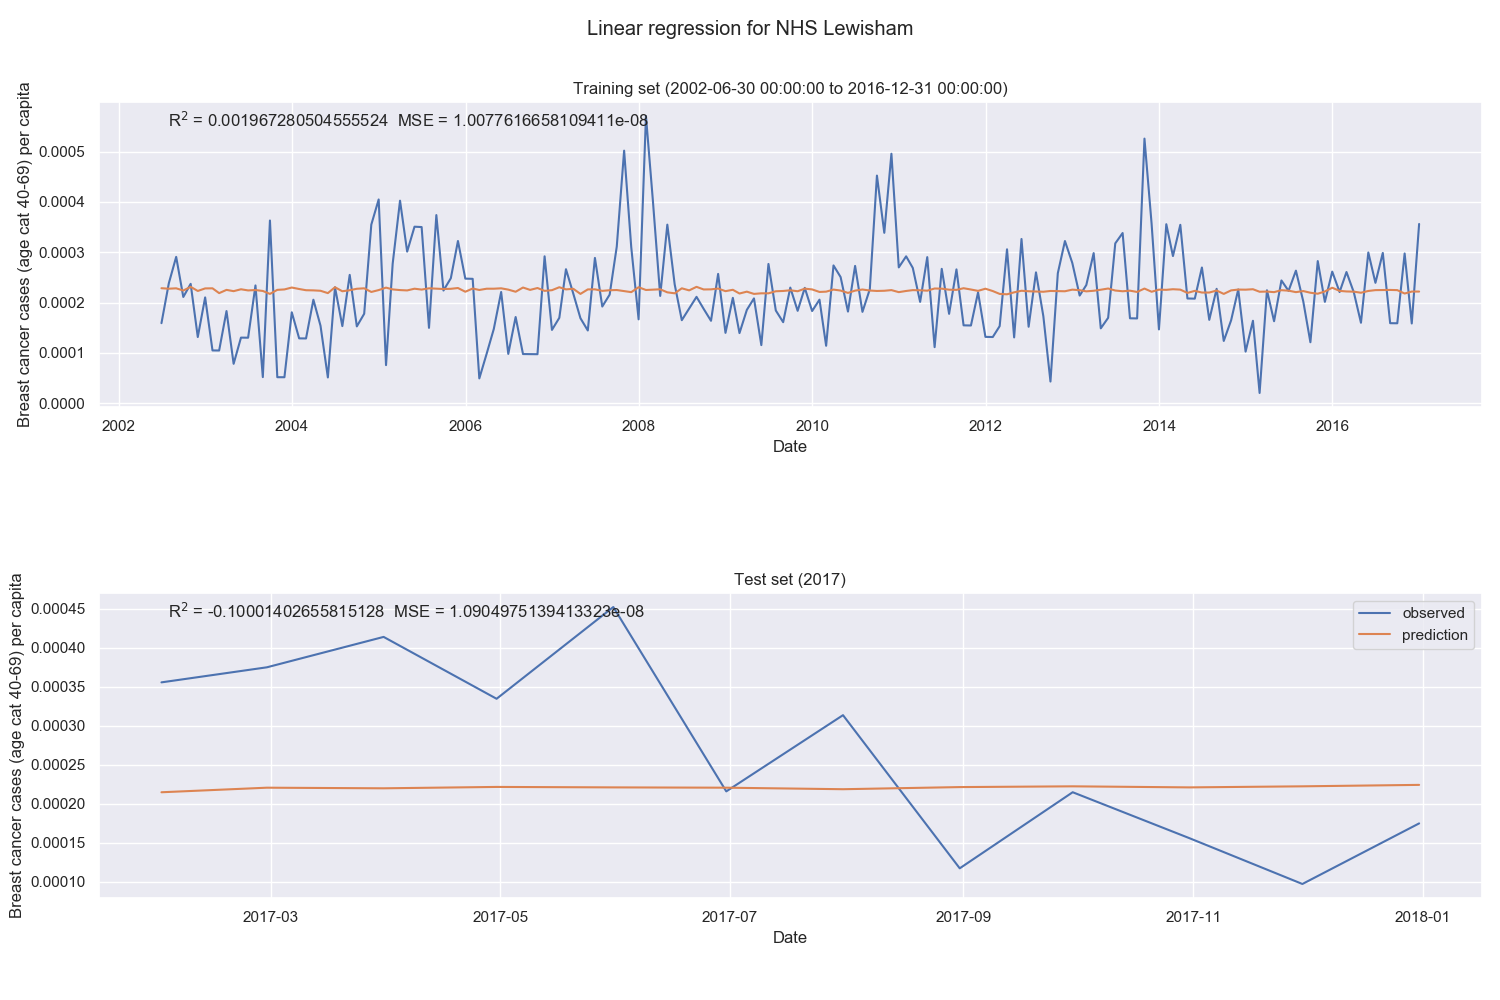 Linear regression for NHS Lewisham
Training set (2002-06-30 00:00:00 to 2016-12-31 00:00:00)
R² = 0.001967280504555524 MSE = 1.0077616658109411e-08
Breast cancer cases (age cat 40-69) per capita
0.0005
0.0004
0.0003
0.0002
0.0001
0.0000
2002 2004 2006 2008 2010 2012 2014 2016
Date
Test set (2017)
R² = -0.10001402655815128 MSE = 1.0904975139413323e-08
observed
prediction
Breast cancer cases (age cat 40-69) per capita
0.00045
0.00040
0.00035
0.00030
0.00025
0.00020
0.00015
0.00010
2017-03 2017-05 2017-07 2017-09 2017-11 2018-01
Date